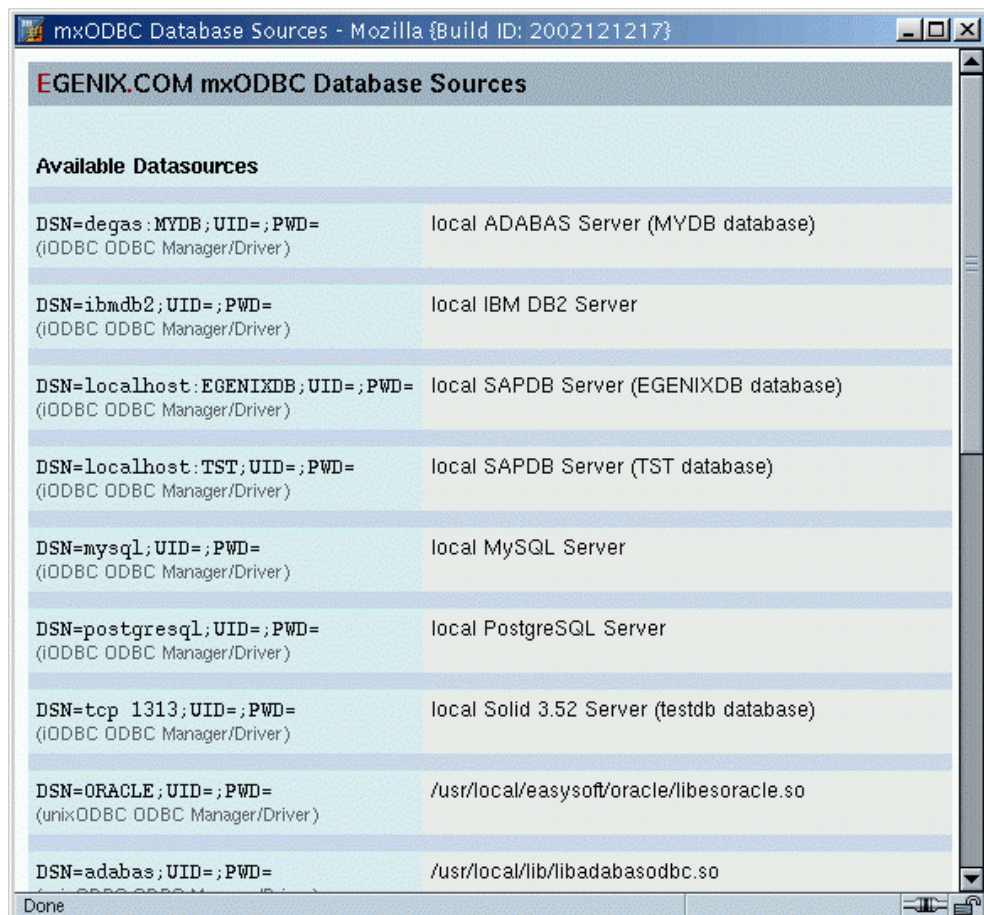 mxODBC Database Sources - Mozilla {Build ID: 2002121217}
EGENIX.COM mxODBC Database Sources
Available Datasources
DSN=degas:MYDB;UID=;PWD= local ADABAS Server (MYDB database)
(iODBC ODBC Manager/Driver)
DSN=ibmdb2;UID=;PWD= local IBM DB2 Server
(iODBC ODBC Manager/Driver)
DSN=localhost:EGENIXDB;UID=;PWD= local SAPDB Server (EGENIXDB database)
(iODBC ODBC Manager/Driver)
DSN=localhost:TST;UID=;PWD= local SAPDB Server (TST database)
(iODBC ODBC Manager/Driver)
DSN=mysql;UID=;PWD= local MySQL Server
(iODBC ODBC Manager/Driver)
DSN=postgresql;UID=;PWD= local PostgreSQL Server
(iODBC ODBC Manager/Driver)
DSN=tcp 1313;UID=;PWD= local Solid 3.52 Server (testdb database)
(iODBC ODBC Manager/Driver)
DSN=ORACLE;UID=;PWD= /usr/local/easysoft/oracle/libesoracle.so
(unixODBC ODBC Manager/Driver)
DSN=adabas;UID=;PWD= /usr/local/lib/libadabasodbc.so
Done